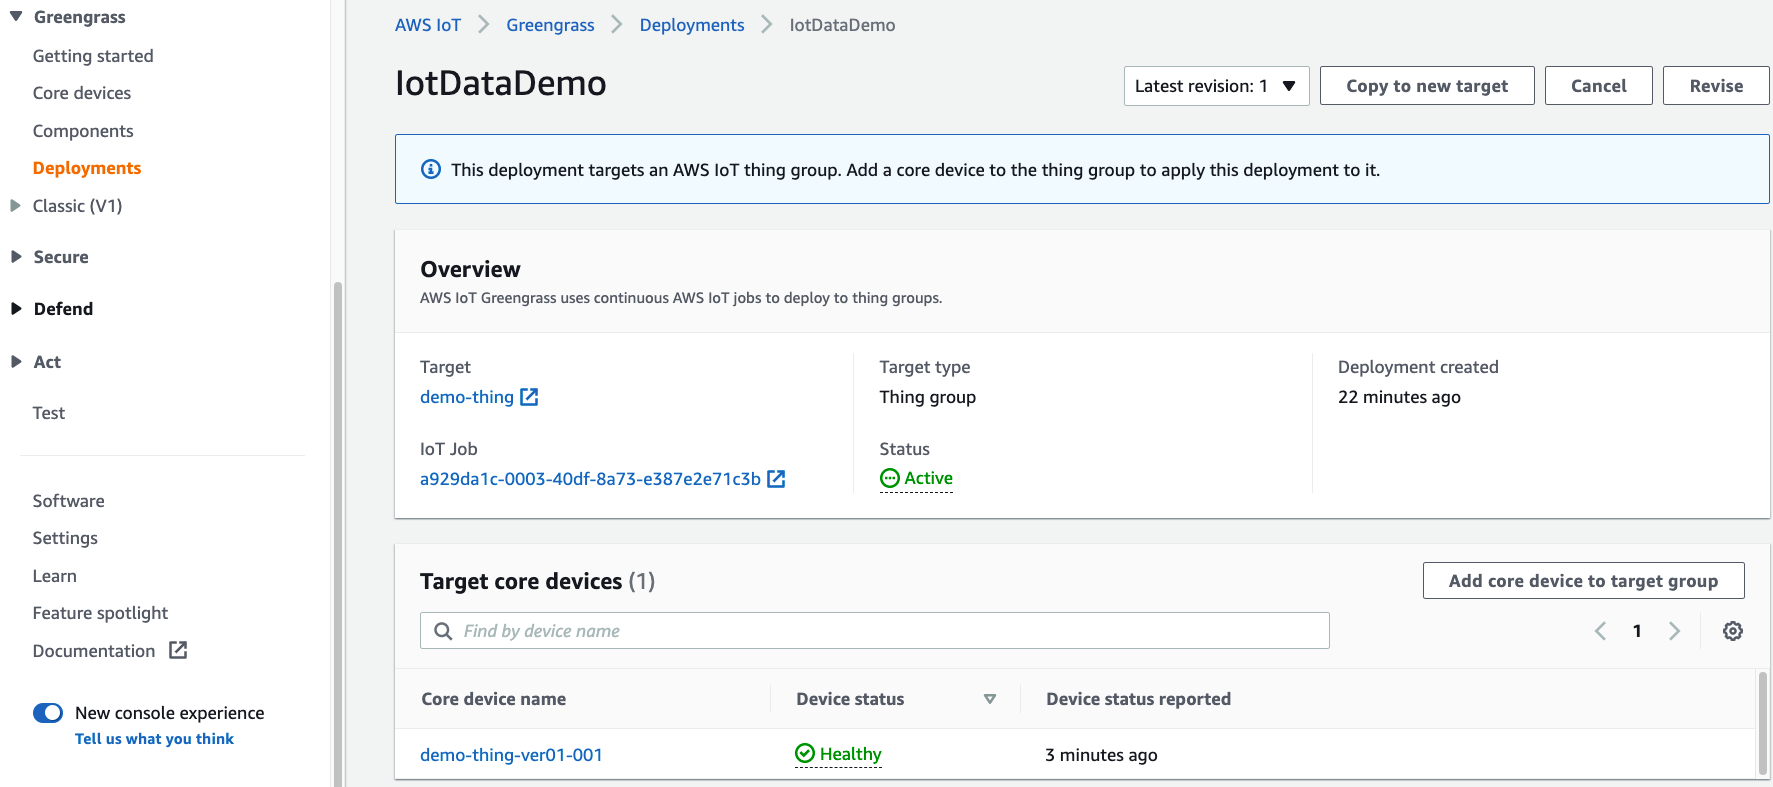 Greengrass
Getting started
Core devices
Components
Deployments
Classic (V1)
Secure
Defend
Act
Test
Software
Settings
Learn
Feature spotlight
Documentation
New console experience
Tell us what you think
AWS IoT > Greengrass > Deployments > IotDataDemo
IotDataDemo
Latest revision: 1 Copy to new target Cancel Revise
This deployment targets an AWS IoT thing group. Add a core device to the thing group to apply this deployment to it.
Overview
AWS IoT Greengrass uses continuous AWS IoT jobs to deploy to thing groups.
Target Target type Deployment created
demo-thing Thing group 22 minutes ago
IoT Job Status
a929da1c-0003-40df-8a73-e387e2e71c3b Active
Target core devices (1) Add core device to target group
Find by device name 1
Core device name Device status Device status reported
demo-thing-ver01-001 Healthy 3 minutes ago